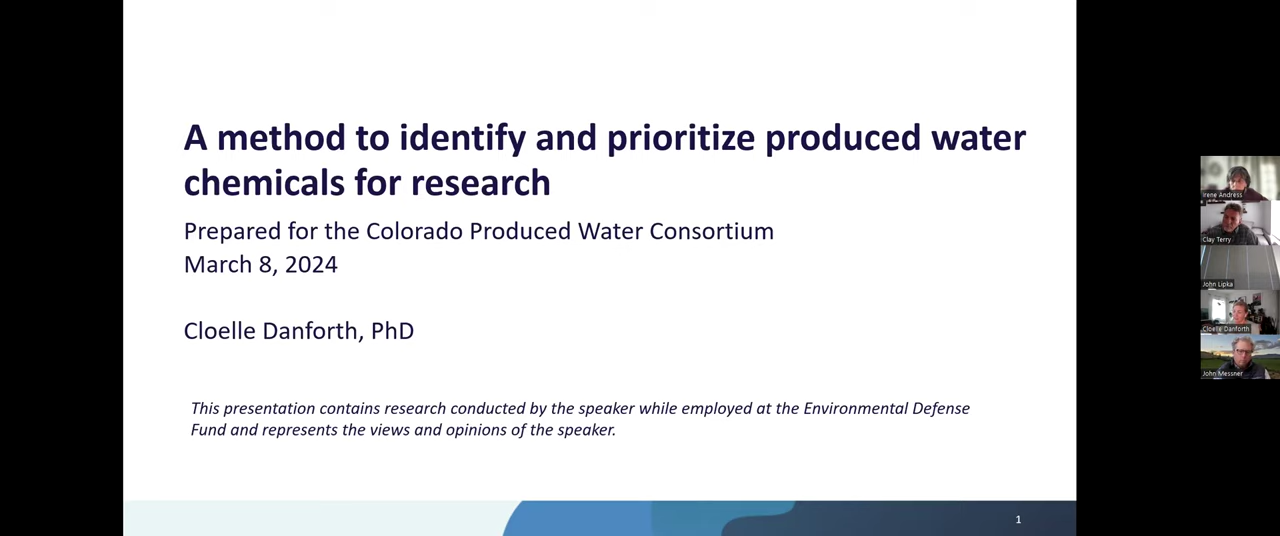 A method to identify and prioritize produced water
chemicals for research
Prepared for the Colorado Produced Water Consortium
March 8, 2024
Cloelle Danforth, PhD
This presentation contains research conducted by the speaker while employed at the Environmental Defense
Fund and represents the views and opinions of the speaker.
1
Irene Andress
Clay Terry
John Lipka
Cloelle Danforth
John Messner